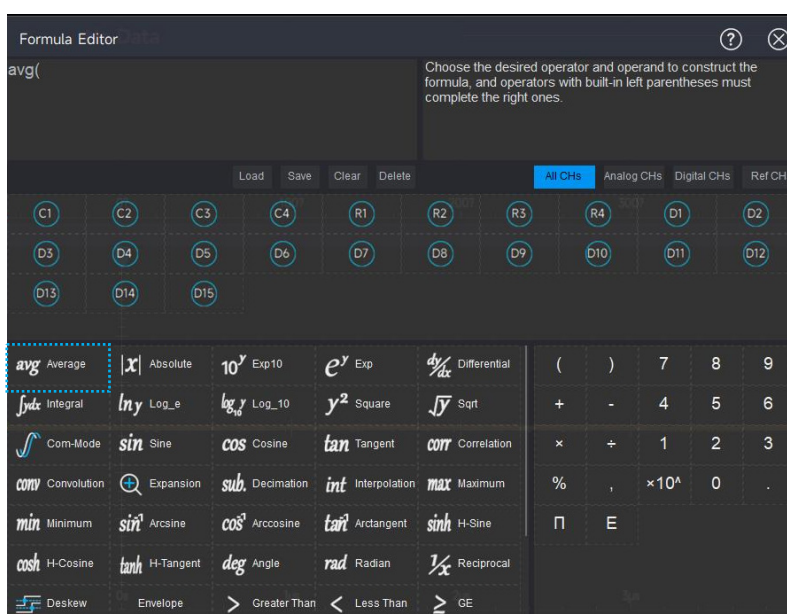 Formula Editor
avg(
Choose the desired operator and operand to construct the
formula, and operators with built-in left parentheses must
complete the right ones.
Load Save Clear Delete All CHs Analog CHs Digital CHs Ref CH
C1 C2 C3 C4 R1 R2 R3 R4 D1 D2
D3 D4 D5 D6 D7 D8 D9 D10 D11 D12
D13 D14 D15
avg Average |x| Absolute 10^y Exp10 e^y Exp dy/dx Differential ( ) 7 8 9
∫ydx Integral lny Log_e log10 y Log_10 y² Square √y Sqrt + - 4 5 6
Com-Mode sin Sine cos Cosine tan Tangent corr Correlation × ÷ 1 2 3
conv Convolution Expansion sub. Decimation int Interpolation max Maximum % , ×10^ 0 .
min Minimum sin⁻¹ Arcsine cos⁻¹ Arccosine tan⁻¹ Arctangent sinh H-Sine Π E
cosh H-Cosine tanh H-Tangent deg Angle rad Radian 1/x Reciprocal
Deskew Envelope > Greater Than < Less Than ≥ GE